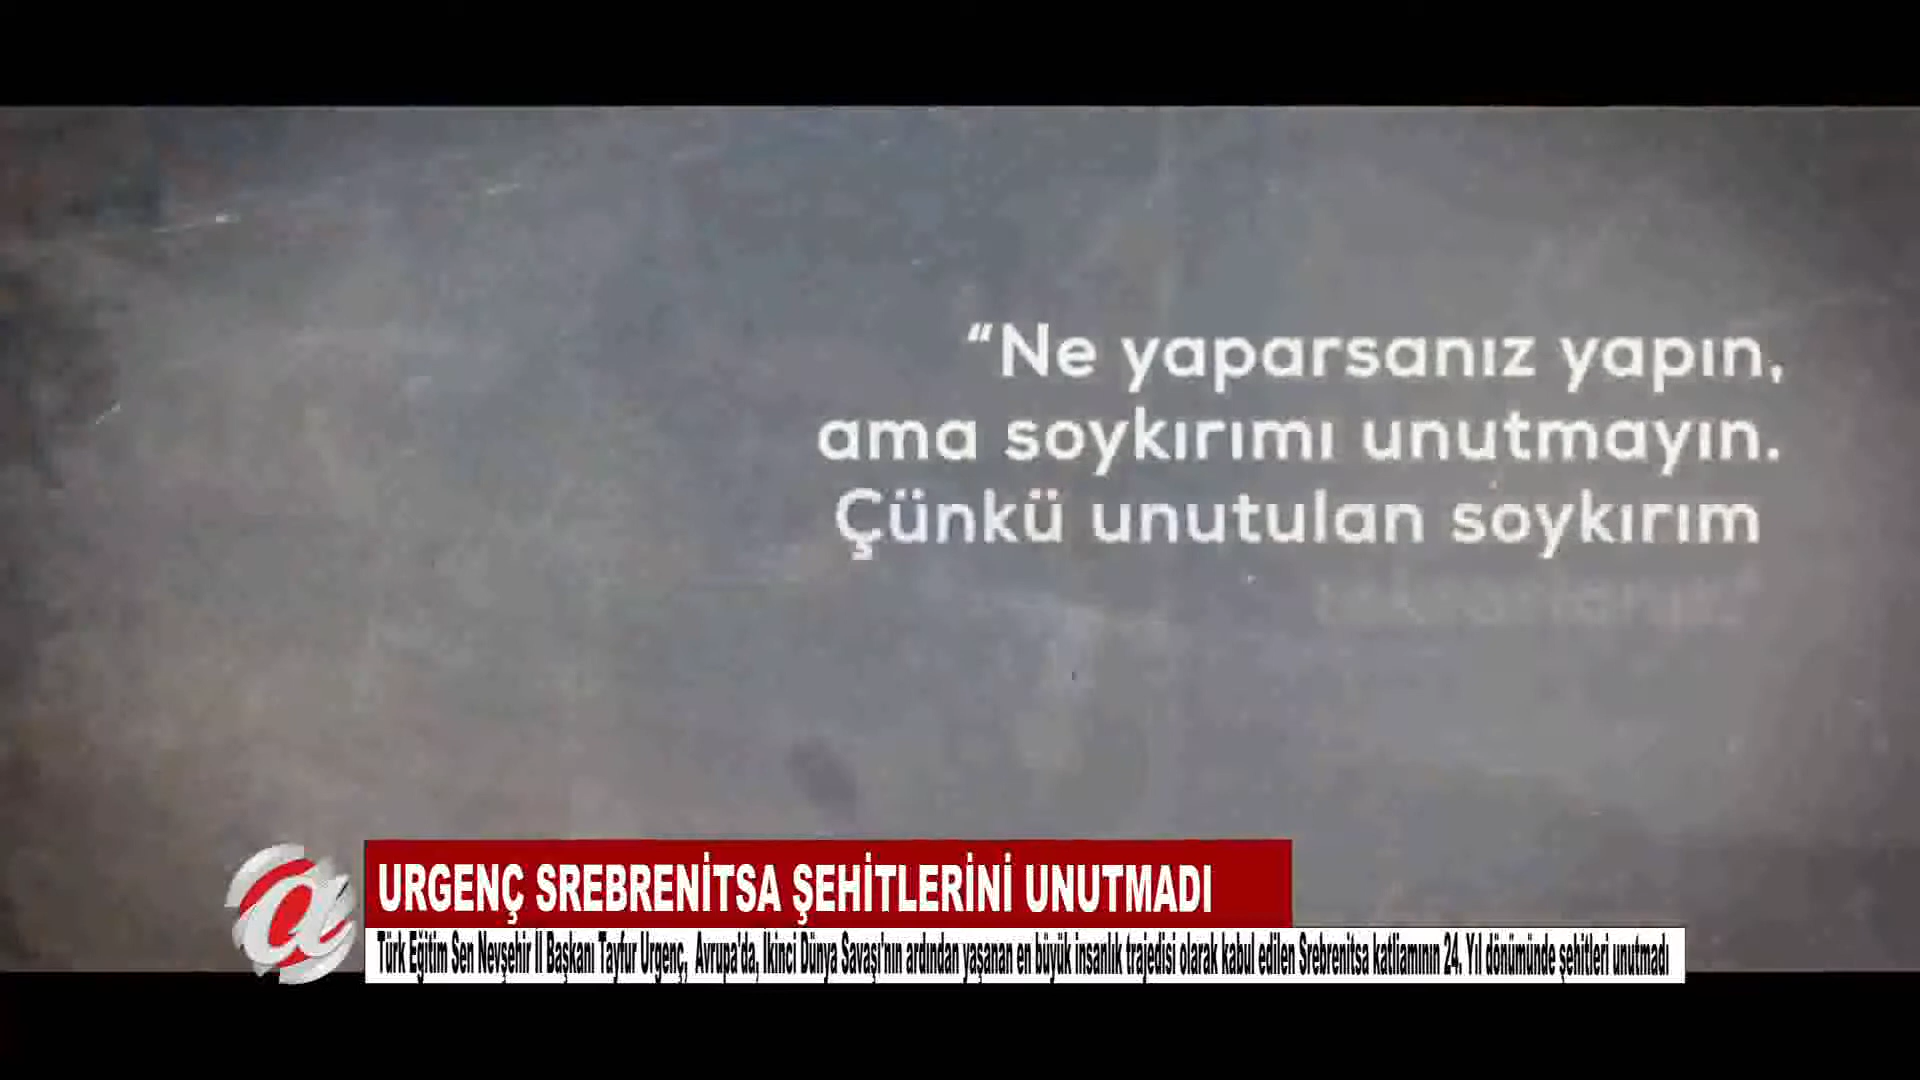 “Ne yaparsanız yapın,
ama soykırımı unutmayın.
Çünkü unutulan soykırım
tekrarlanır.”
URGENÇ SREBRENİTSA ŞEHİTLERİNİ UNUTMADI
Türk Eğitim Sen Nevşehir İl Başkanı Tayfur Urgenç, Avrupa'da, İkinci Dünya Savaşı'nın ardından yaşanan en büyük insanlık trajedisi olarak kabul edilen Srebrenitsa katliamının 24. Yıl dönümünde şehitleri unutmadı